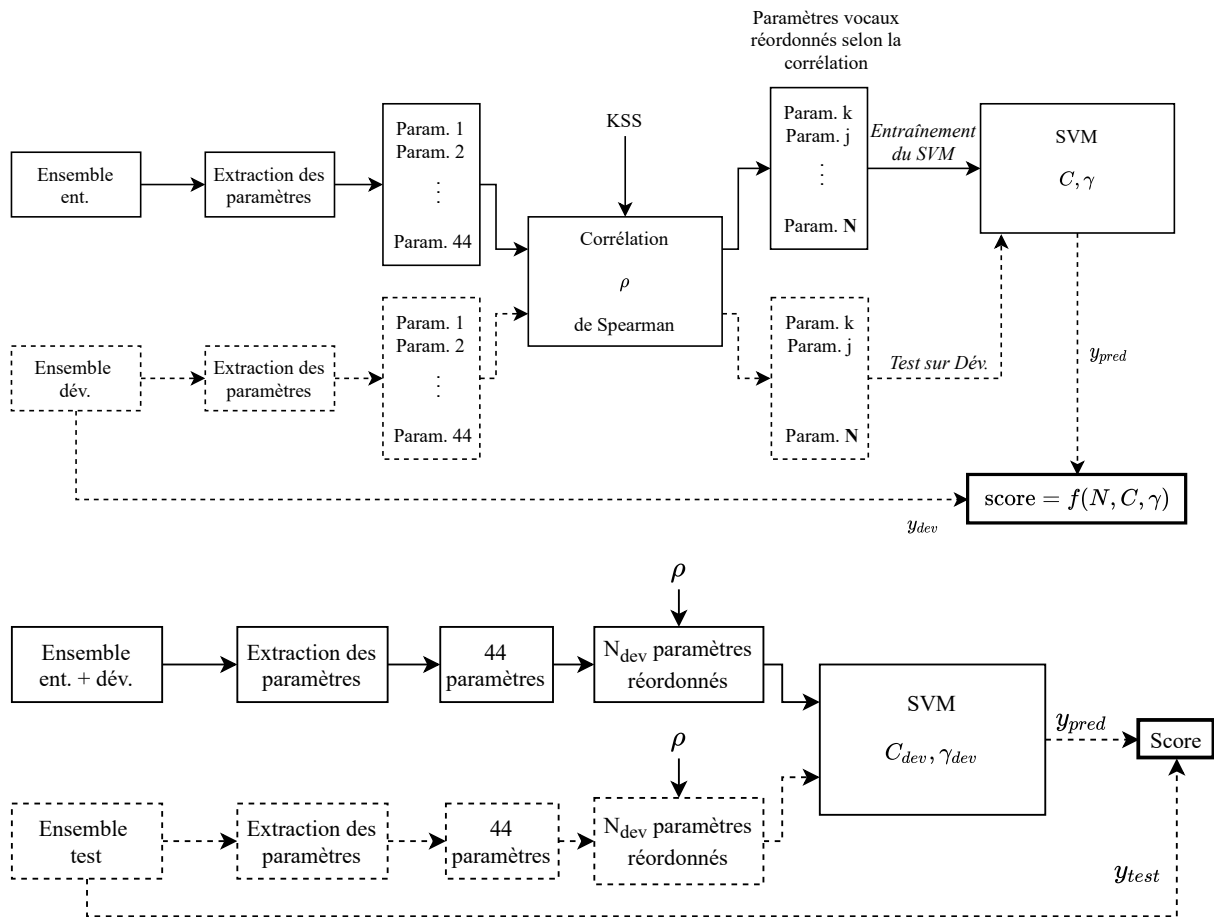 Paramètres vocaux
réordonnés selon la
corrélation
Ensemble
ent.
Extraction des
paramètres
Param. 1
Param. 2
⋮
Param. 44
KSS
Corrélation
ρ
de Spearman
Param. k
Param. j
⋮
Param. N
Entraînement
du SVM
SVM
C, γ
Ensemble
dév.
Extraction des
paramètres
Param. 1
Param. 2
⋮
Param. 44
Param. k
Param. j
Param. N
Test sur Dév.
y_pred
y_dev
score = f(N, C, γ)
Ensemble
ent. + dév.
Extraction des
paramètres
44
paramètres
ρ
N_dev paramètres
réordonnés
SVM
C_dev, γ_dev
y_pred
Score
Ensemble
test
Extraction des
paramètres
44
paramètres
ρ
N_dev paramètres
réordonnés
y_test